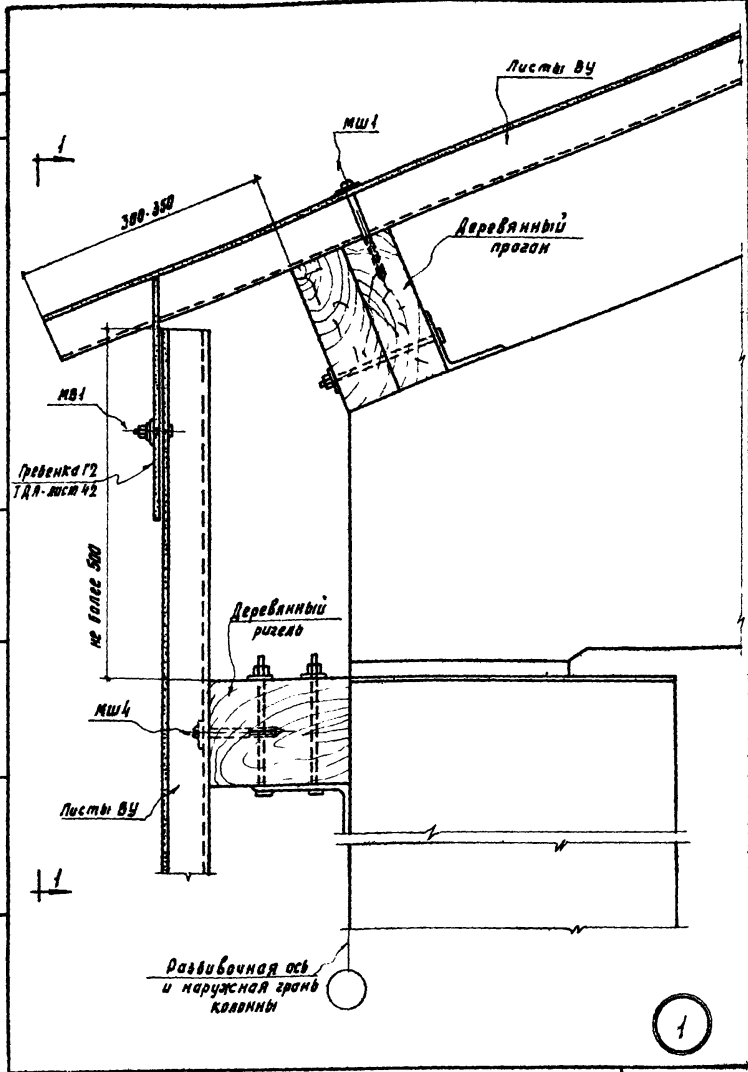 Листы ВУ
1
МШ1
300-350
Деревянный
прогон
МВ1
Гребенка Г2
ТДА-лист 42
не более 500
Деревянный
ригель
МШ4
Листы ВУ
1
Разбивочная ось
и наружная грань
колонны
1